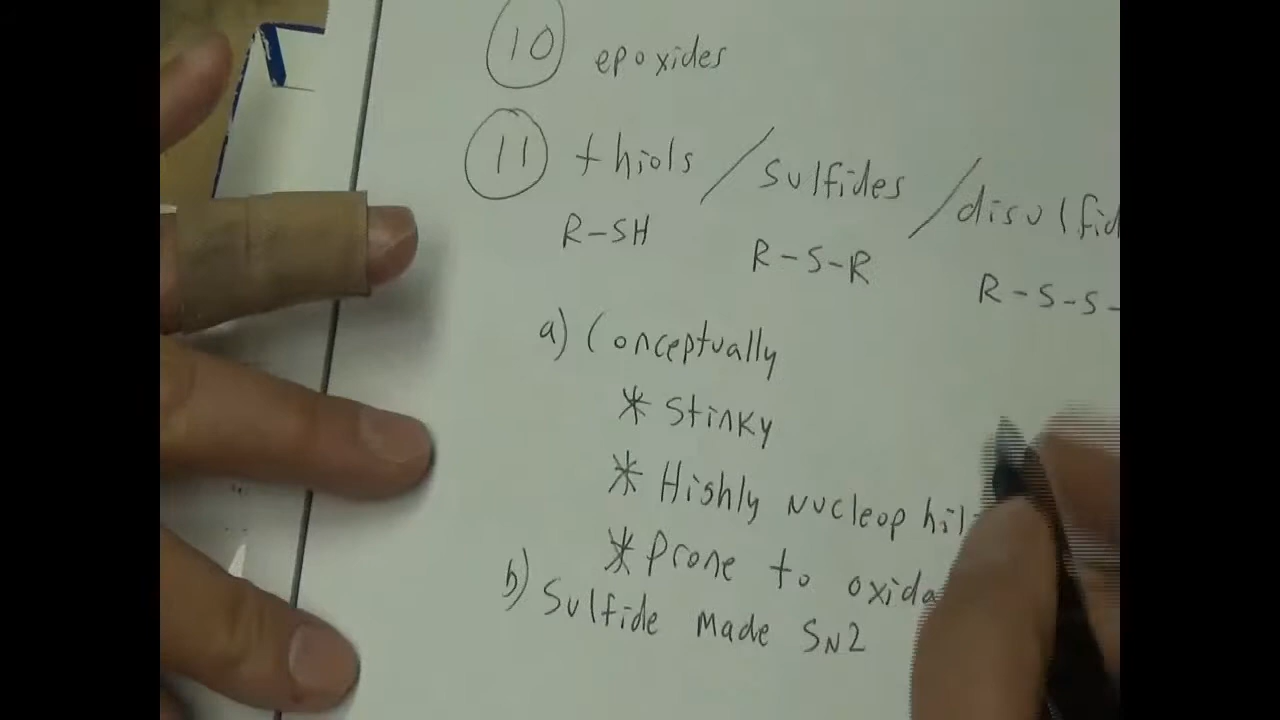 10 epoxides
11 thiols / sulfides / disulfid
R-SH R-S-R R-S-S-
a) Conceptually
* Stinky
* Highly nucleophil
* Prone to oxida
b) Sulfide made SN2